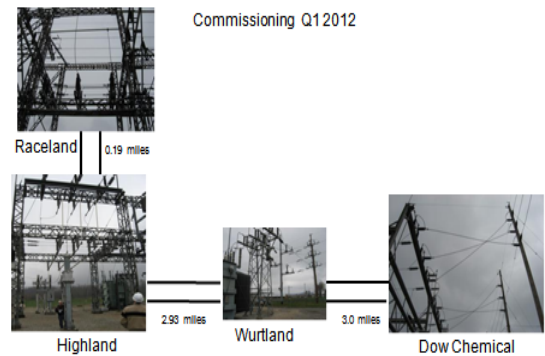 Commissioning Q1 2012
Raceland
0.19 miles
2.93 miles
3.0 miles
Highland
Wurtland
Dow Chemical